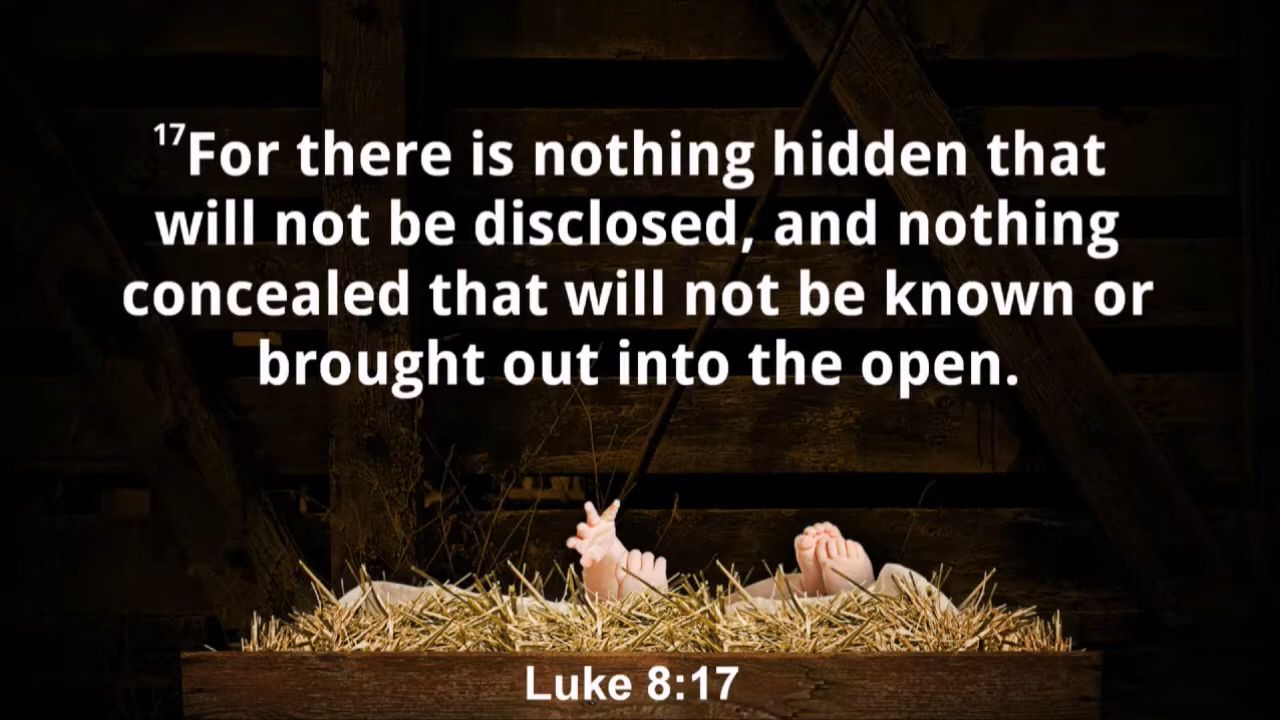 17For there is nothing hidden that
will not be disclosed, and nothing
concealed that will not be known or
brought out into the open.
Luke 8:17